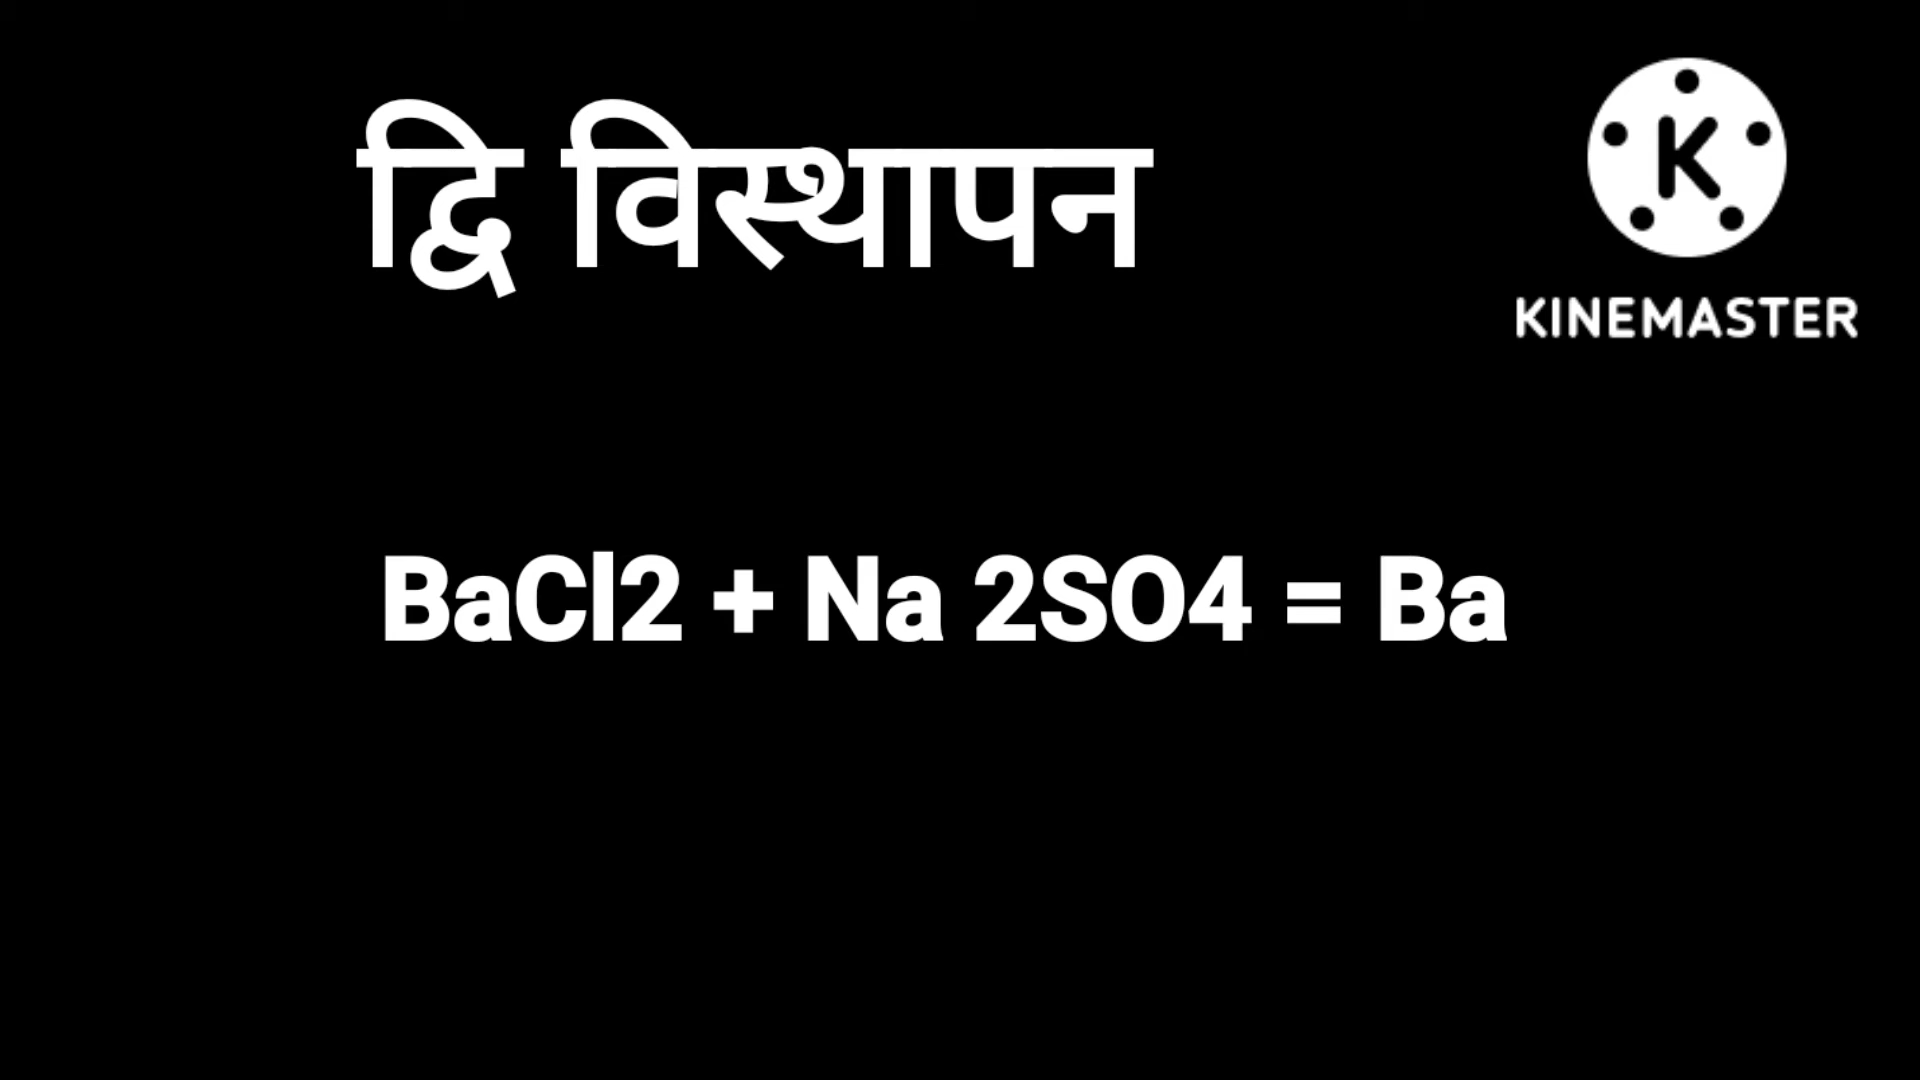 द्वि विस्थापन
K
KINEMASTER
BaCl2 + Na 2SO4 = Ba